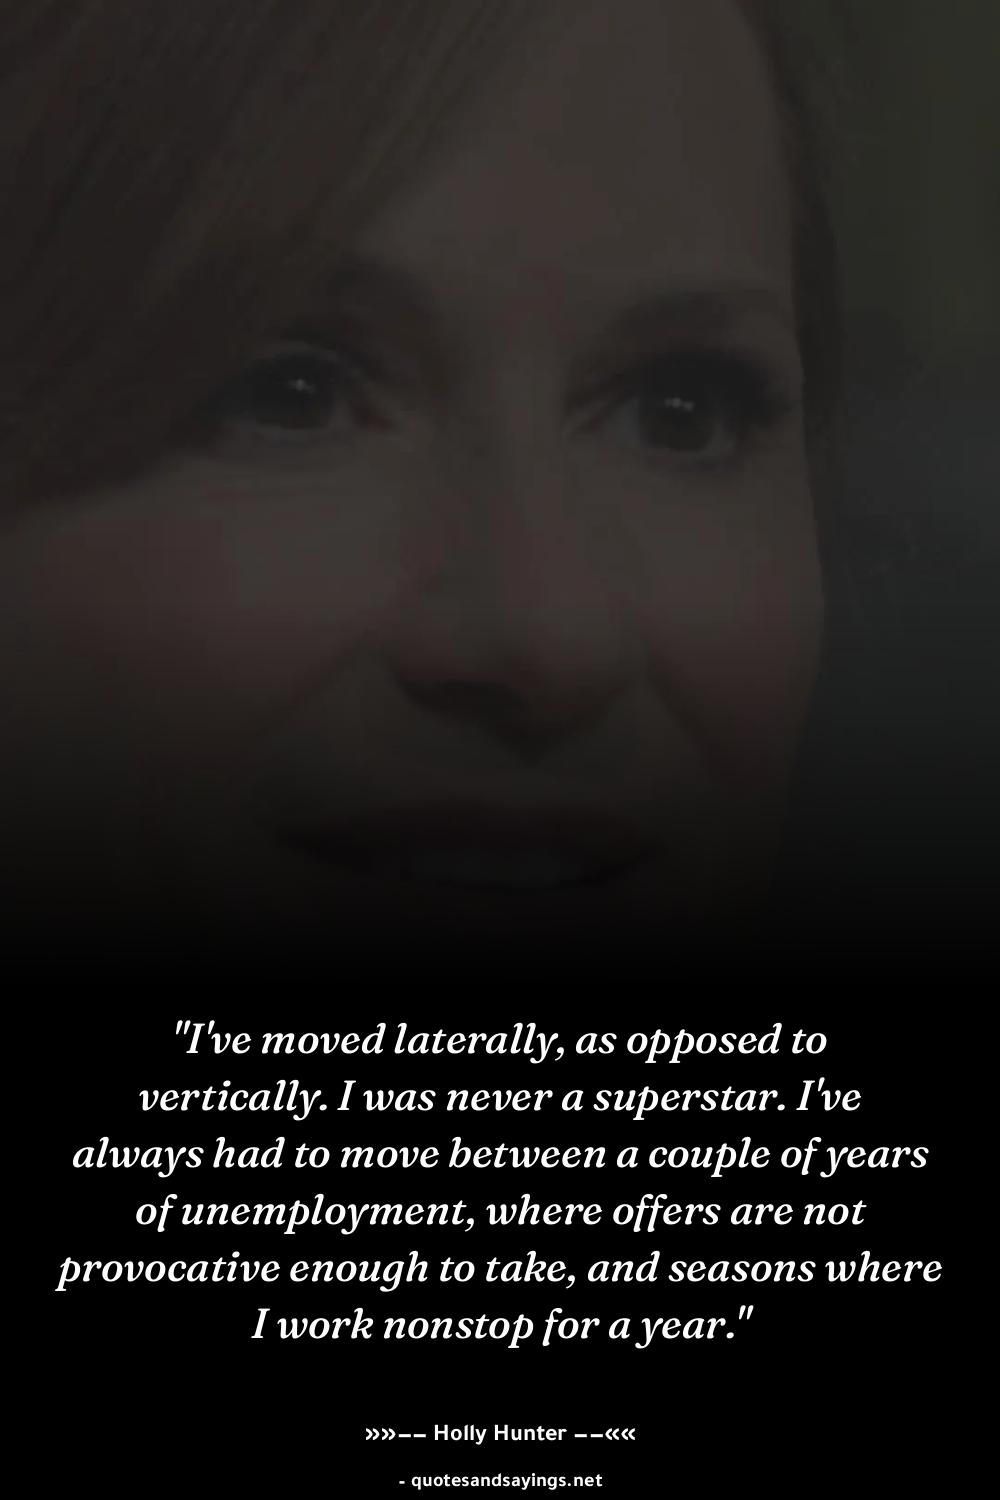 "I've moved laterally, as opposed to
vertically. I was never a superstar. I've
always had to move between a couple of years
of unemployment, where offers are not
provocative enough to take, and seasons where
I work nonstop for a year."
»»−− Holly Hunter −−««
- quotesandsayings.net